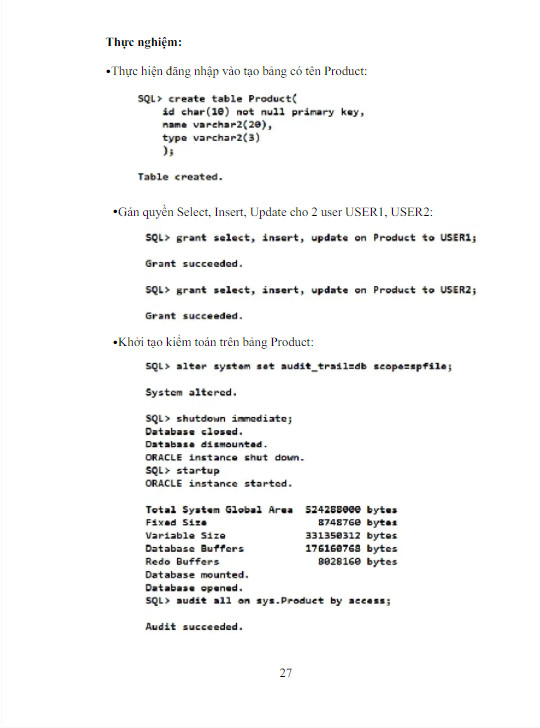 Thực nghiệm:
•Thực hiện đăng nhập vào tạo bảng có tên Product:
SQL> create table Product(
id char(10) not null primary key,
name varchar2(20),
type varchar2(3)
);
Table created.
•Gán quyền Select, Insert, Update cho 2 user USER1, USER2:
SQL> grant select, insert, update on Product to USER1;
Grant succeeded.
SQL> grant select, insert, update on Product to USER2;
Grant succeeded.
•Khởi tạo kiểm toán trên bảng Product:
SQL> alter system set audit_trail=db scope=spfile;
System altered.
SQL> shutdown immediate;
Database closed.
Database dismounted.
ORACLE instance shut down.
SQL> startup
ORACLE instance started.
Total System Global Area 524288000 bytes
Fixed Size 8748760 bytes
Variable Size 331350312 bytes
Database Buffers 176160768 bytes
Redo Buffers 8028160 bytes
Database mounted.
Database opened.
SQL> audit all on sys.Product by access;
Audit succeeded.
27